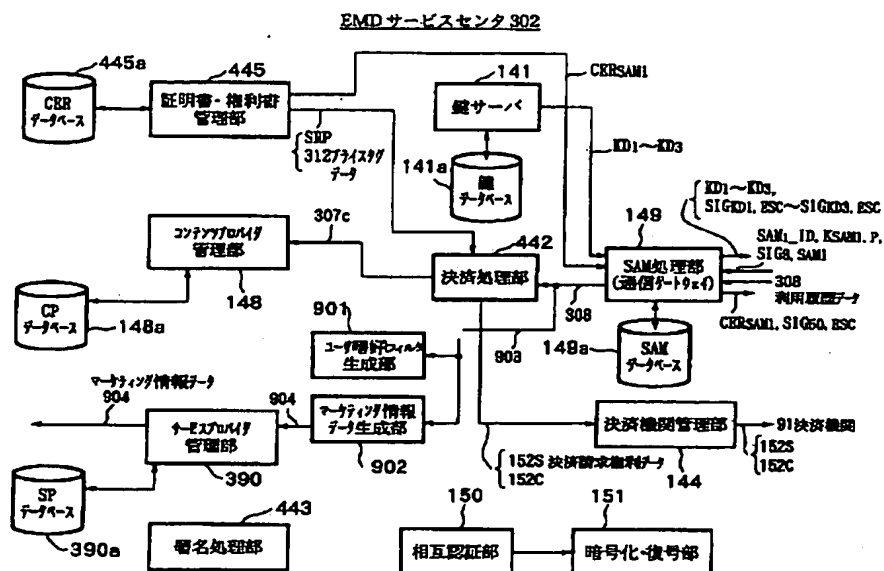 EMDサービスセンタ302
445a
445
CERSAM1
141
CER
データベース
証明書・権利書
管理部
鍵サーバ
SRP
312プライスタグ
データ
141a
鍵
データベース
KD1〜KD3
KD1〜KD3,
SIGKD1,ESC〜SIGKD3,ESC
307c
442
149
SAM1_ID,KSAM1,P,
SIG8,SAM1
コンテンツプロバイダ
管理部
決済処理部
SAM処理部
(通信ゲートウェイ)
148
308
308
利用履歴データ
CP
データベース
148a
901
903
149a
SAM
データベース
CERSAM1,SIG50,ESC
ユーザ嗜好フィルタ
生成部
マーケティング情報データ
904
904
サービスプロバイダ
管理部
マーケティング情報
データ生成部
決済機関管理部
91決済機関
390
902
152S 決済請求権利データ
152C
144
152S
152C
SP
データベース
390a
443
署名処理部
150
相互認証部
151
暗号化・復号部